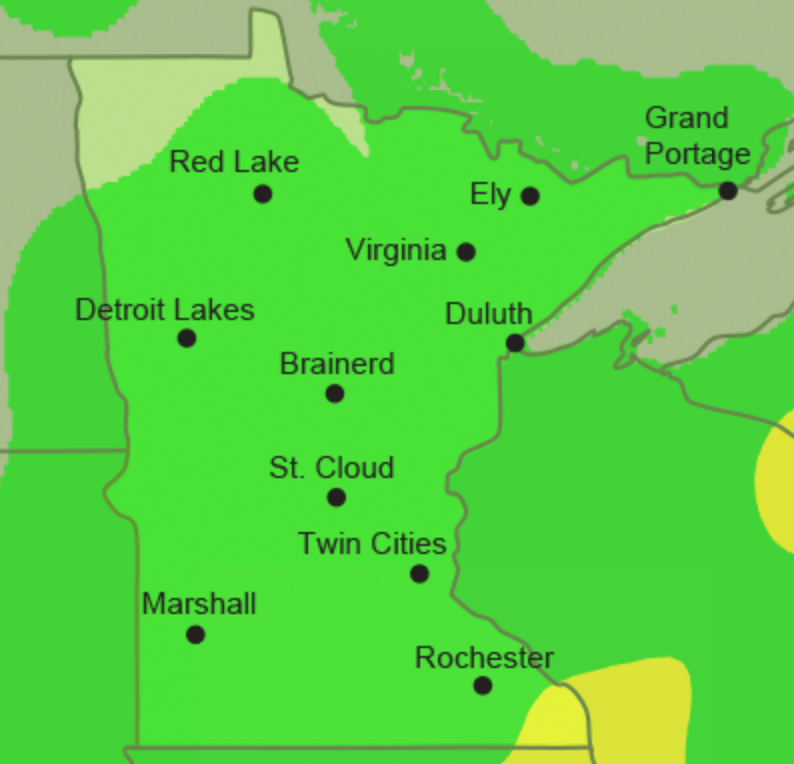 Grand
Portage
Red Lake
Ely
Virginia
Detroit Lakes
Duluth
Brainerd
St. Cloud
Twin Cities
Marshall
Rochester